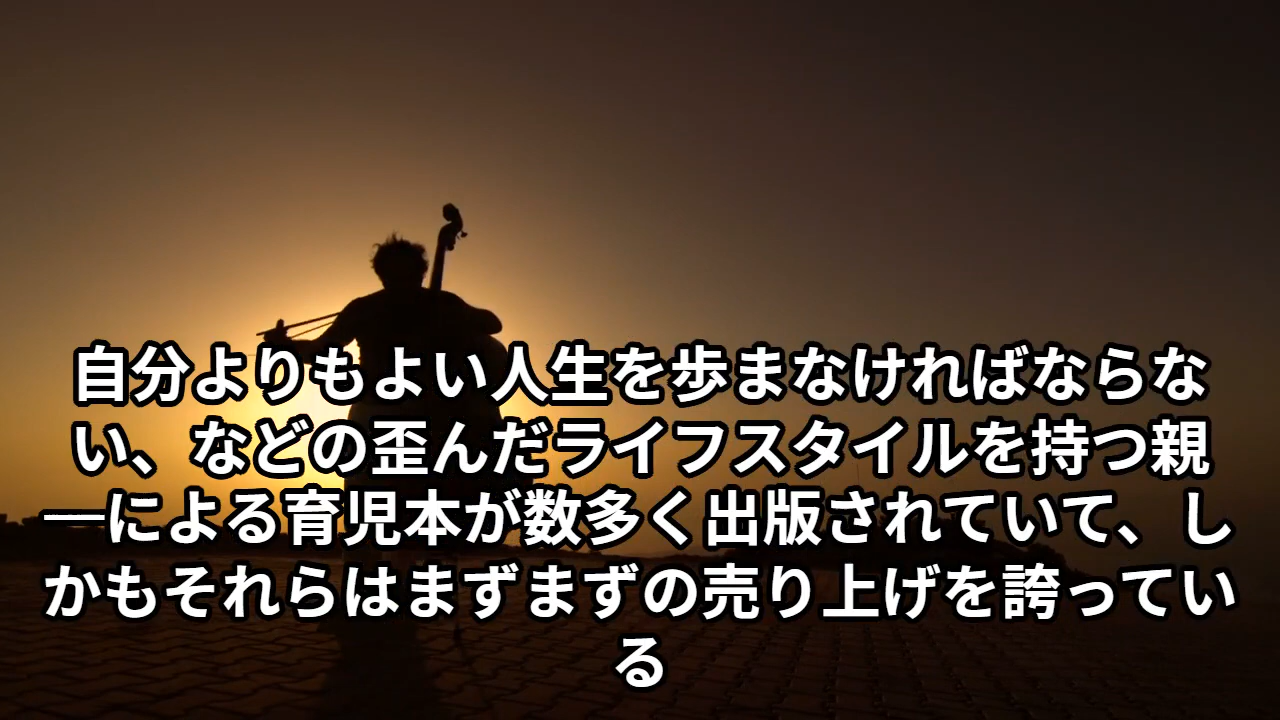 自分よりもよい人生を歩まなければならな
い、などの歪んだライフスタイルを持つ親
──による育児本が数多く出版されていて、し
かもそれらはまずまずの売り上げを誇ってい
る